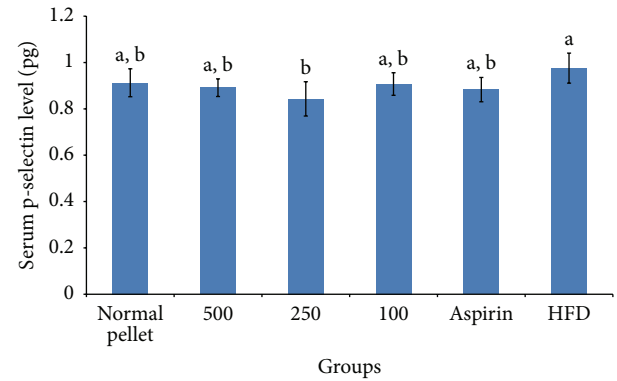 1.2
1
0.8
0.6
0.4
0.2
0
Serum p-selectin level (pg)
a, b
a, b
b
a, b
a, b
a
Normal
pellet
500
250
100
Aspirin
HFD
Groups